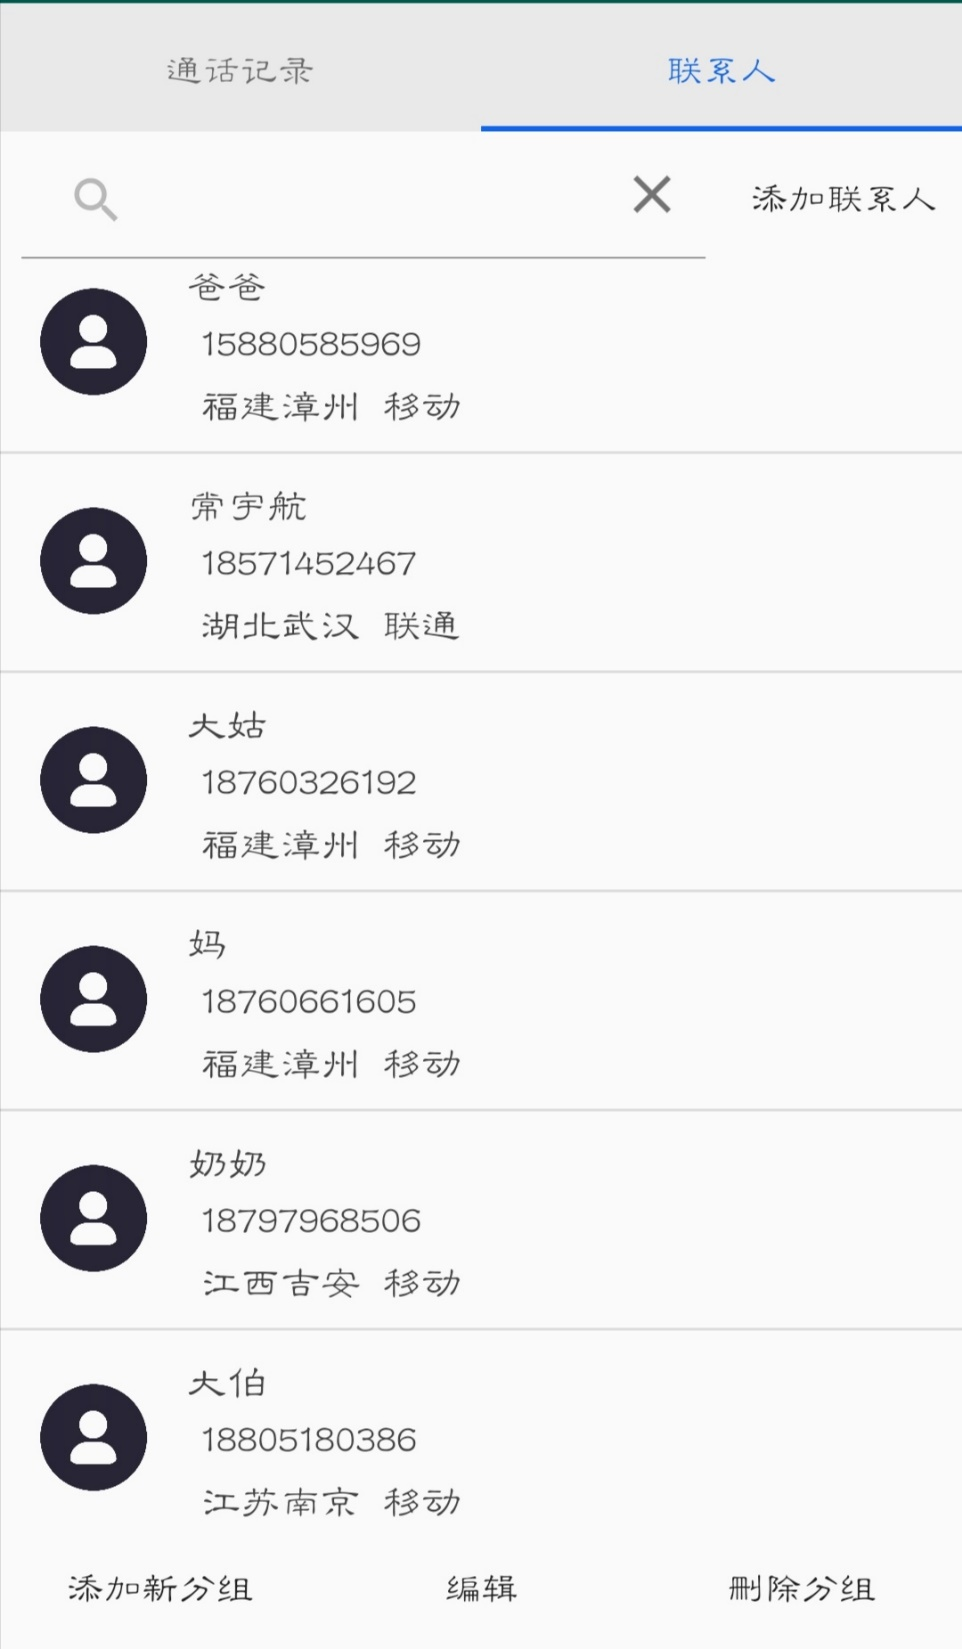 通话记录 联系人
添加联系人
爸爸
15880585969
福建漳州 移动
常宇航
18571452467
湖北武汉 联通
大姑
18760326192
福建漳州 移动
妈
18760661605
福建漳州 移动
奶奶
18797968506
江西吉安 移动
大伯
18805180386
江苏南京 移动
添加新分组 编辑 删除分组